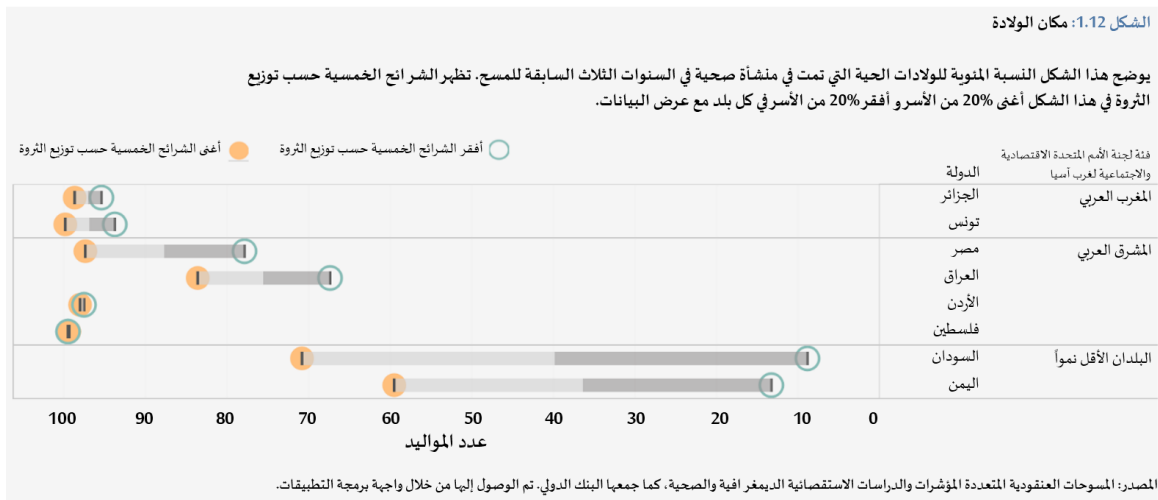 الشكل 1.12: مكان الولادة
يوضح هذا الشكل النسبة المئوية للولادات الحية التي تمت في منشأة صحية في السنوات الثلاث السابقة للمسح. تظهر الشرائح الخمسية حسب توزيع
الثروة في هذا الشكل أغنى 20% من الأسر و أفقر 20% من الأسر في كل بلد مع عرض البيانات.
أفقر الشرائح الخمسية حسب توزيع الثروة
أغنى الشرائح الخمسية حسب توزيع الثروة
فئة لجنة الأمم المتحدة الاقتصادية
والاجتماعية لغرب آسيا
الدولة
المغرب العربي
الجزائر
تونس
المشرق العربي
مصر
العراق
الأردن
فلسطين
البلدان الأقل نمواً
السودان
اليمن
0 10 20 30 40 50 60 70 80 90 100
عدد المواليد
المصدر: المسوحات العنقودية المتعددة المؤشرات والدراسات الاستقصائية الديمغرافية والصحية، كما جمعها البنك الدولي. تم الوصول إليها من خلال واجهة برمجة التطبيقات.